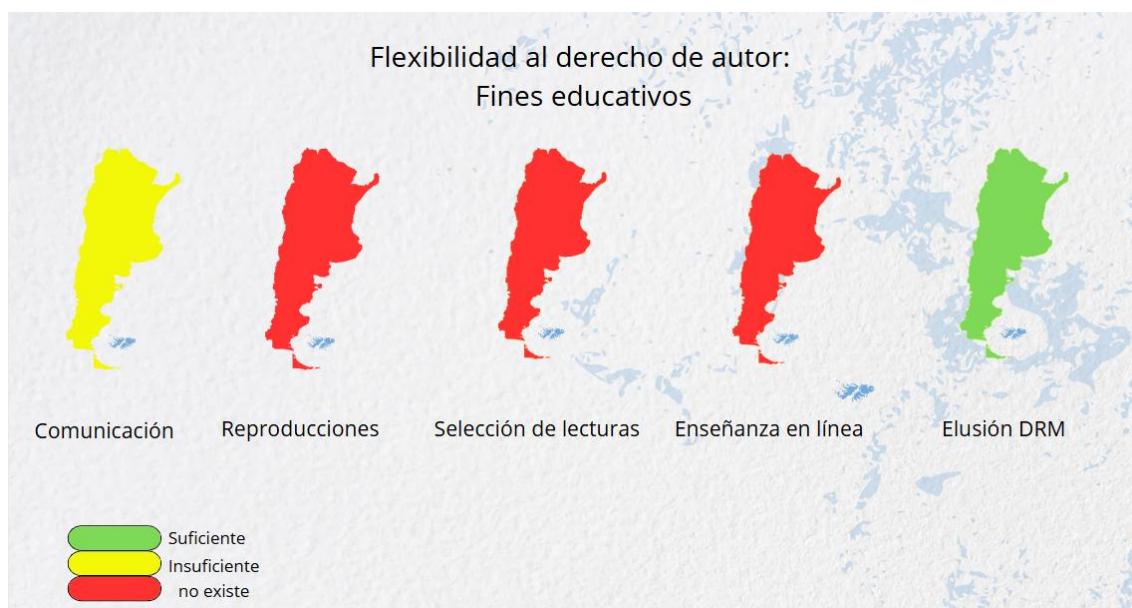 Flexibilidad al derecho de autor:
Fines educativos
Comunicación
Reproducciones
Selección de lecturas
Enseñanza en línea
Elusión DRM
Suficiente
Insuficiente
no existe